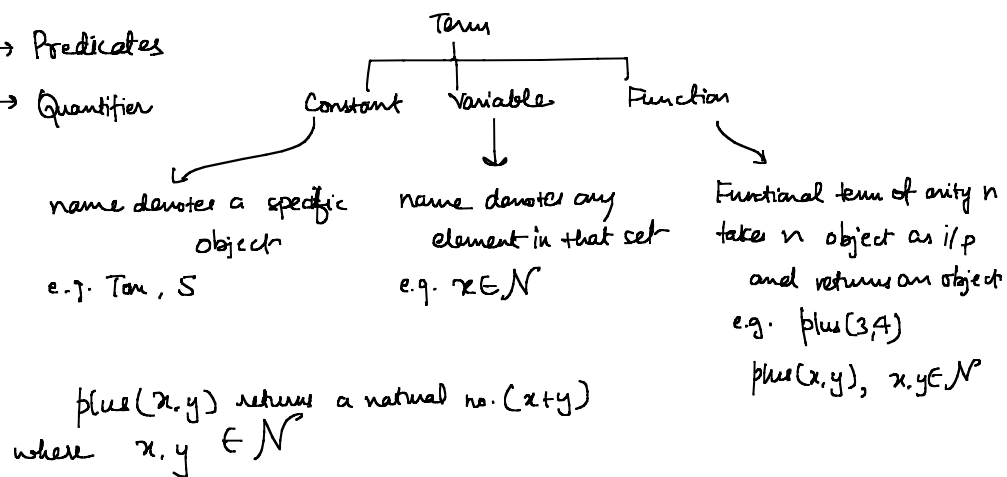 Term
→ Predicates
→ Quantifier
Constant Variable Function
name denotes a specific
object
e.g. Tom, S
name denotes any
element in that set
e.g. x∈N
Functional term of arity n
takes n object as i/p
and returns an object
e.g. plus(3,4)
plus(x,y), x,y∈N
plus(x,y) returns a natural no. (x+y)
where x,y ∈ N